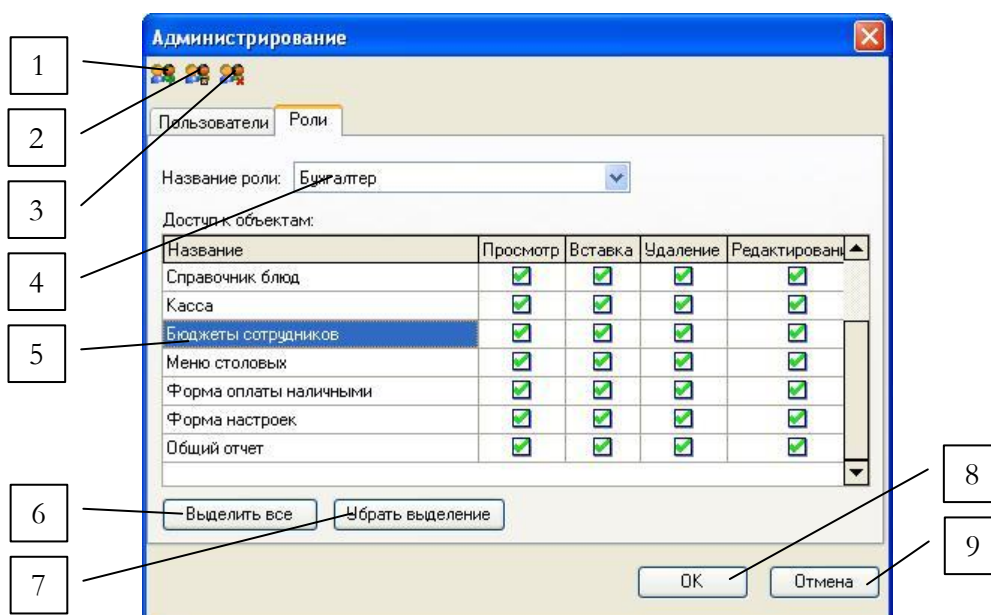 Администрирование
1
2
3
4
5
6
7
8
9
Пользователи Роли
Название роли: Бухгалтер
Доступ к объектам:
Название Просмотр Вставка Удаление Редактировани
Справочник блюд
Касса
Бюджеты сотрудников
Меню столовых
Форма оплаты наличными
Форма настроек
Общий отчет
Выделить все Убрать выделение
OK Отмена